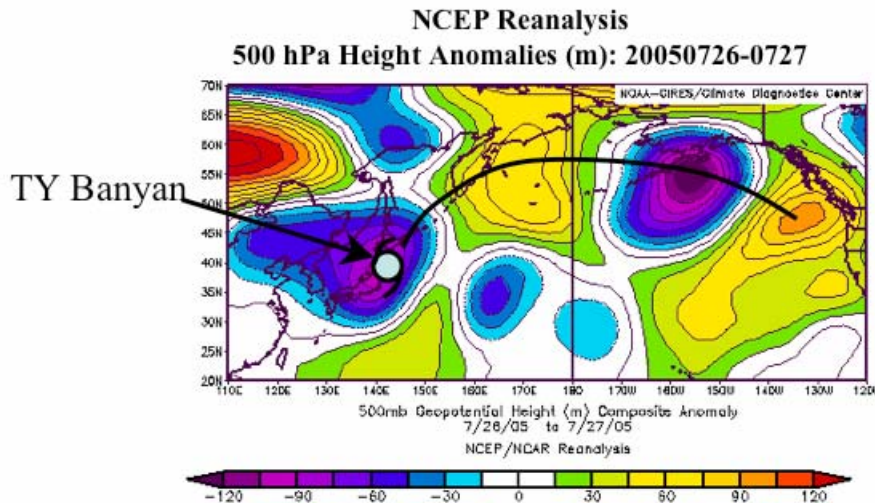 NCEP Reanalysis
500 hPa Height Anomalies (m): 20050726-0727
NOAA-CIRES/Climate Diagnostics Center
TY Banyan
70N
65N
60N
55N
50N
45N
40N
35N
30N
25N
20N
110E 120E 130E 140E 150E 160E 170E 180 170W 160W 150W 140W 130W 120
500mb Geopotential Height (m) Composite Anomaly
7/26/05 to 7/27/05
NCEP/NCAR Reanalysis
-120 -90 -60 -30 0 30 60 90 120